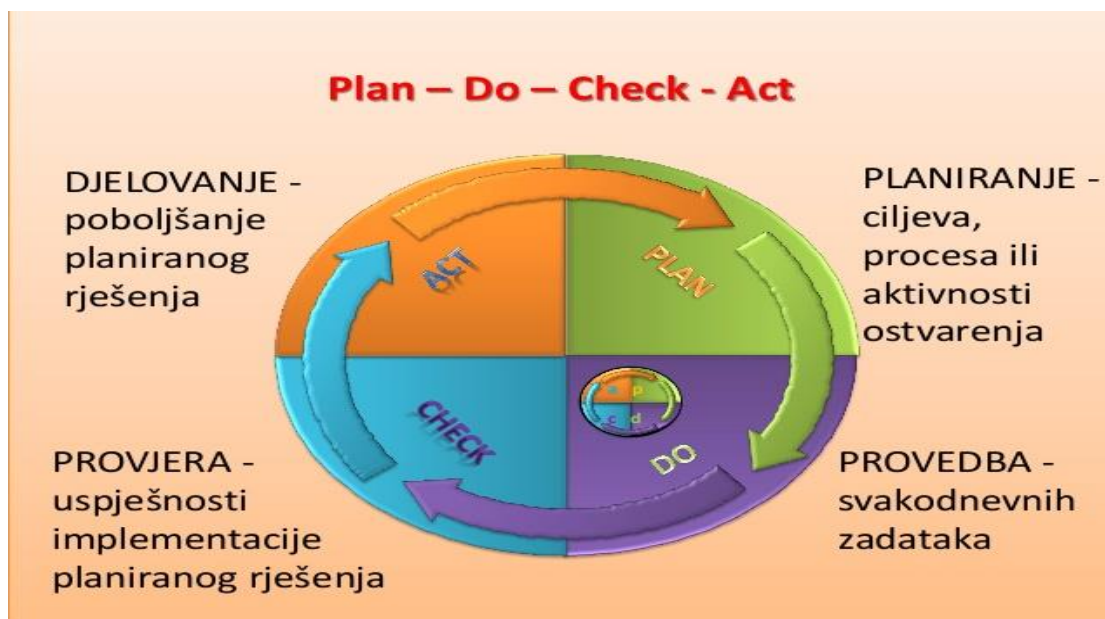 Plan – Do – Check - Act
DJELOVANJE -
poboljšanje
planiranog
rješenja
PLANIRANJE -
ciljeva,
procesa ili
aktivnosti
ostvarenja
ACT
PLAN
a p
c d
CHECK
DO
PROVJERA -
uspješnosti
implementacije
planiranog rješenja
PROVEDBA -
svakodnevnih
zadataka